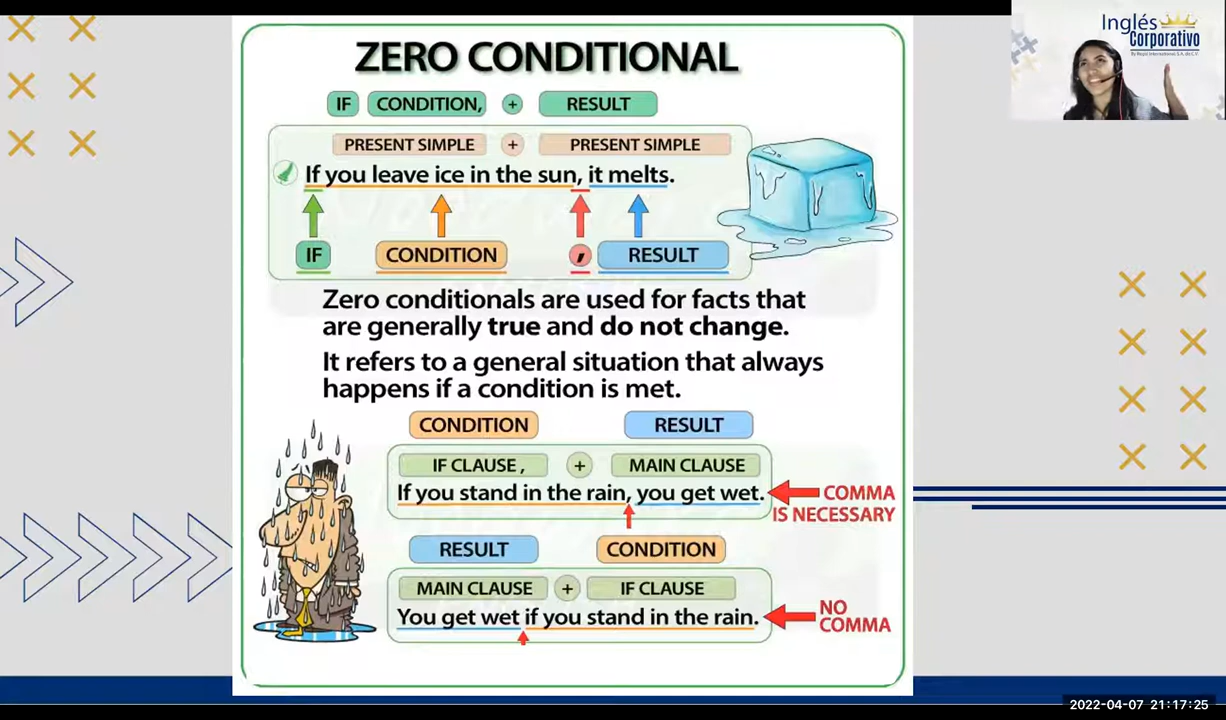 Inglés
Corporativo
ZERO CONDITIONAL
IF CONDITION, + RESULT
PRESENT SIMPLE + PRESENT SIMPLE
If you leave ice in the sun, it melts.
IF CONDITION , RESULT
Zero conditionals are used for facts that
are generally true and do not change.
It refers to a general situation that always
happens if a condition is met.
CONDITION RESULT
IF CLAUSE , + MAIN CLAUSE
If you stand in the rain, you get wet.
COMMA
IS NECESSARY
RESULT CONDITION
MAIN CLAUSE + IF CLAUSE
You get wet if you stand in the rain.
NO
COMMA
2022-04-07 21:17:25